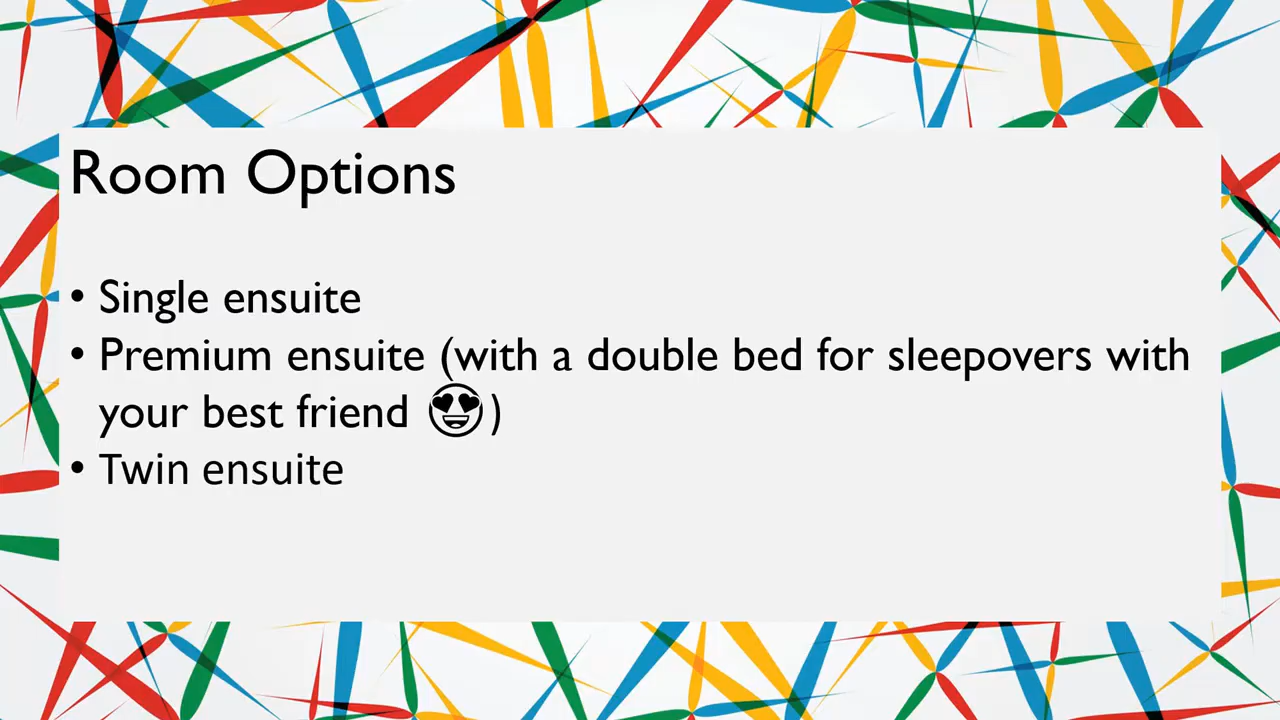 Room Options
• Single ensuite
• Premium ensuite (with a double bed for sleepovers with
your best friend 😍)
• Twin ensuite